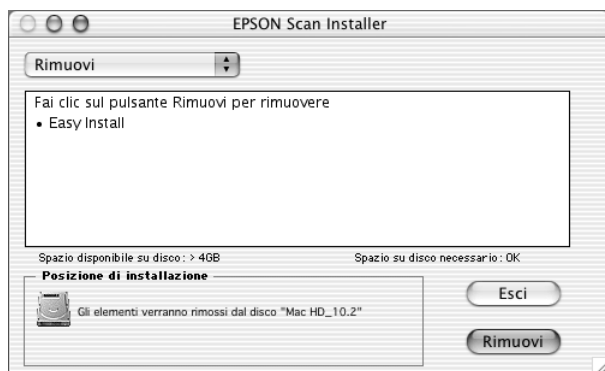 EPSON Scan Installer
Rimuovi
Fai clic sul pulsante Rimuovi per rimuovere
• Easy Install
Spazio disponibile su disco: > 4GB
Spazio su disco necessario: OK
Posizione di installazione
Gli elementi verranno rimossi dal disco "Mac HD_10.2"
Esci
Rimuovi